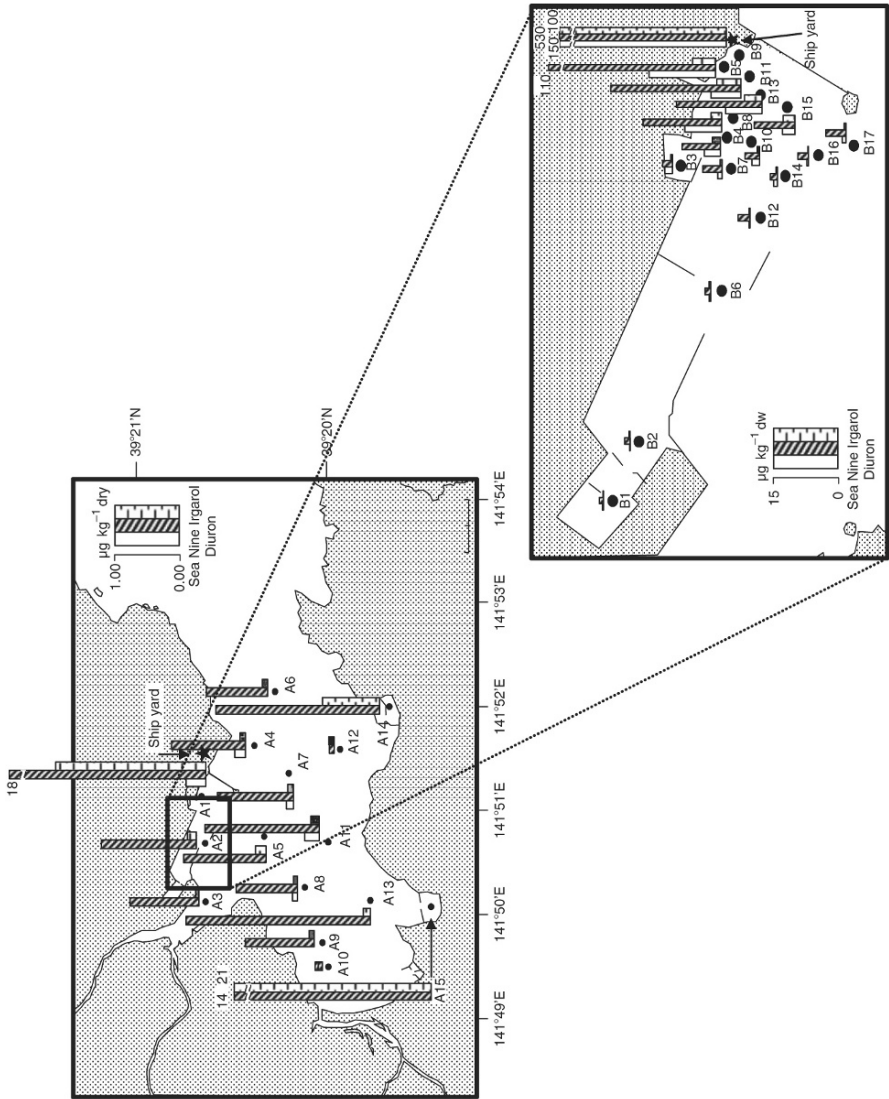 39°21'N
39°20'N
µg kg⁻¹ dry
1.00
0.00
Sea Nine Irgarol
Diuron
Ship yard
18
14 21
A1
A2
A3
A4
A5
A6
A7
A8
A9
A10
A11
A12
A13
A14
A15
141°49'E
141°50'E
141°51'E
141°52'E
141°53'E
141°54'E
530
150
100
110
Ship yard
B1
B2
B3
B4
B5
B6
B7
B8
B9
B10
B11
B12
B13
B14
B15
B16
B17
µg kg⁻¹ dw
15
0
Sea Nine Irgarol
Diuron